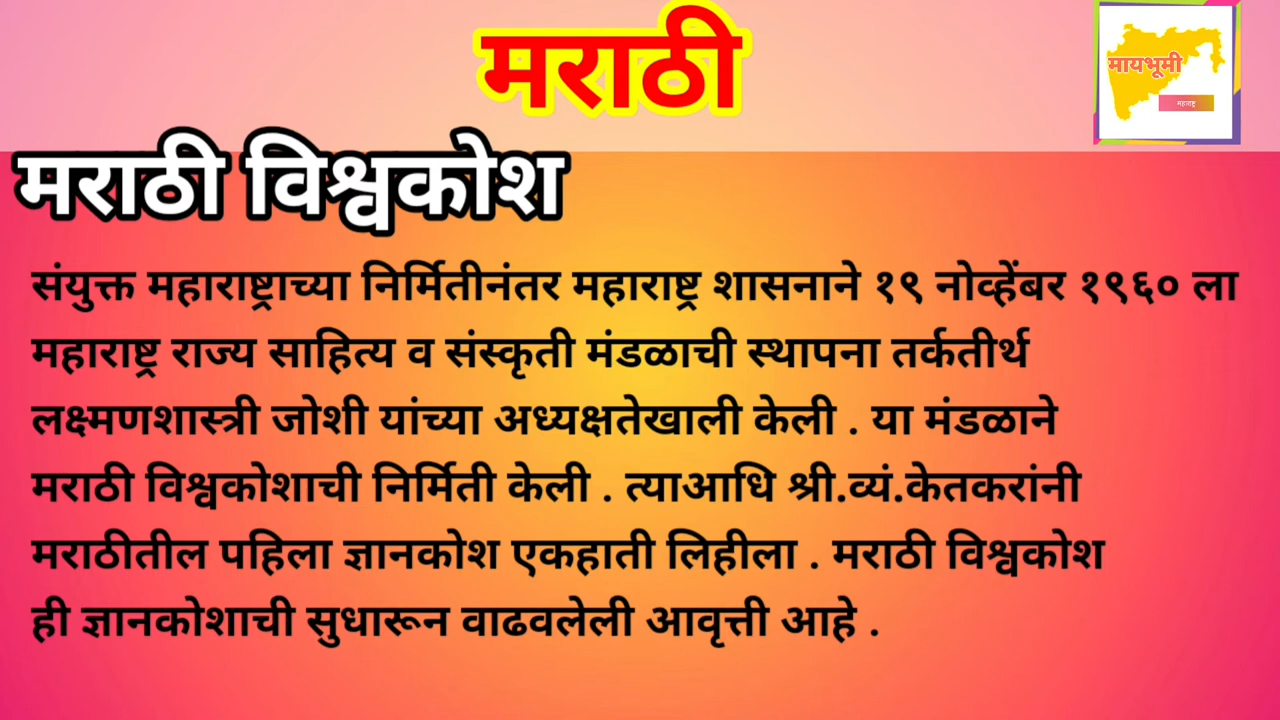 मराठी
मायभूमी
महाराष्ट्र
मराठी विश्वकोश
संयुक्त महाराष्ट्राच्या निर्मितीनंतर महाराष्ट्र शासनाने १९ नोव्हेंबर १९६० ला
महाराष्ट्र राज्य साहित्य व संस्कृती मंडळाची स्थापना तर्कतीर्थ
लक्ष्मणशास्त्री जोशी यांच्या अध्यक्षतेखाली केली . या मंडळाने
मराठी विश्वकोशाची निर्मिती केली . त्याआधि श्री.व्यं.केतकरांनी
मराठीतील पहिला ज्ञानकोश एकहाती लिहीला . मराठी विश्वकोश
ही ज्ञानकोशाची सुधारून वाढवलेली आवृत्ती आहे .